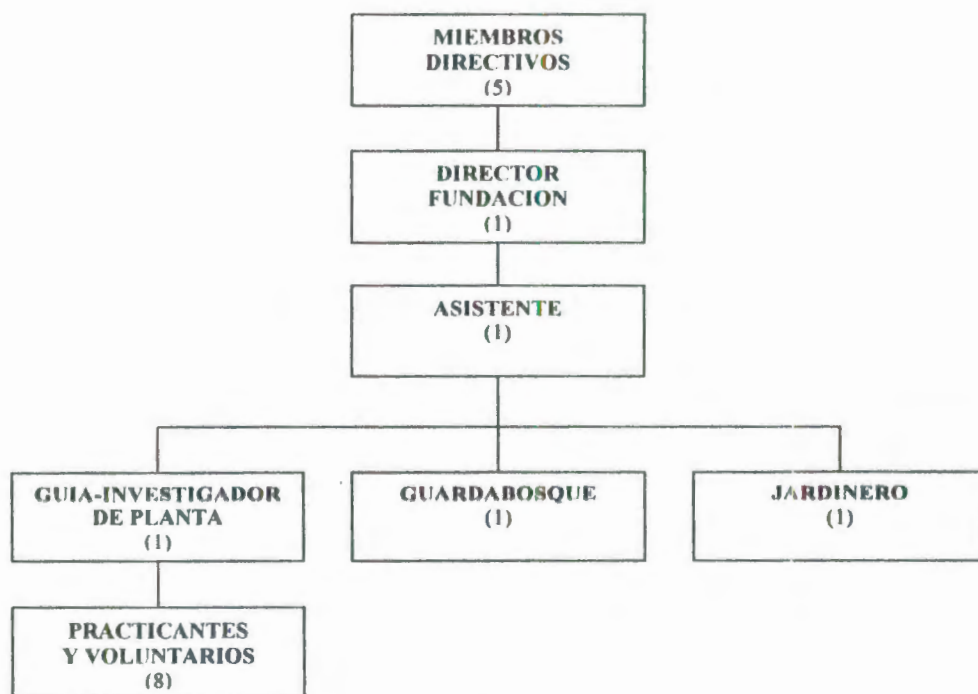 MIEMBROS
DIRECTIVOS
(5)
DIRECTOR
FUNDACION
(1)
ASISTENTE
(1)
GUIA-INVESTIGADOR
DE PLANTA
(1)
GUARDABOSQUE
(1)
JARDINERO
(1)
PRACTICANTES
Y VOLUNTARIOS
(8)